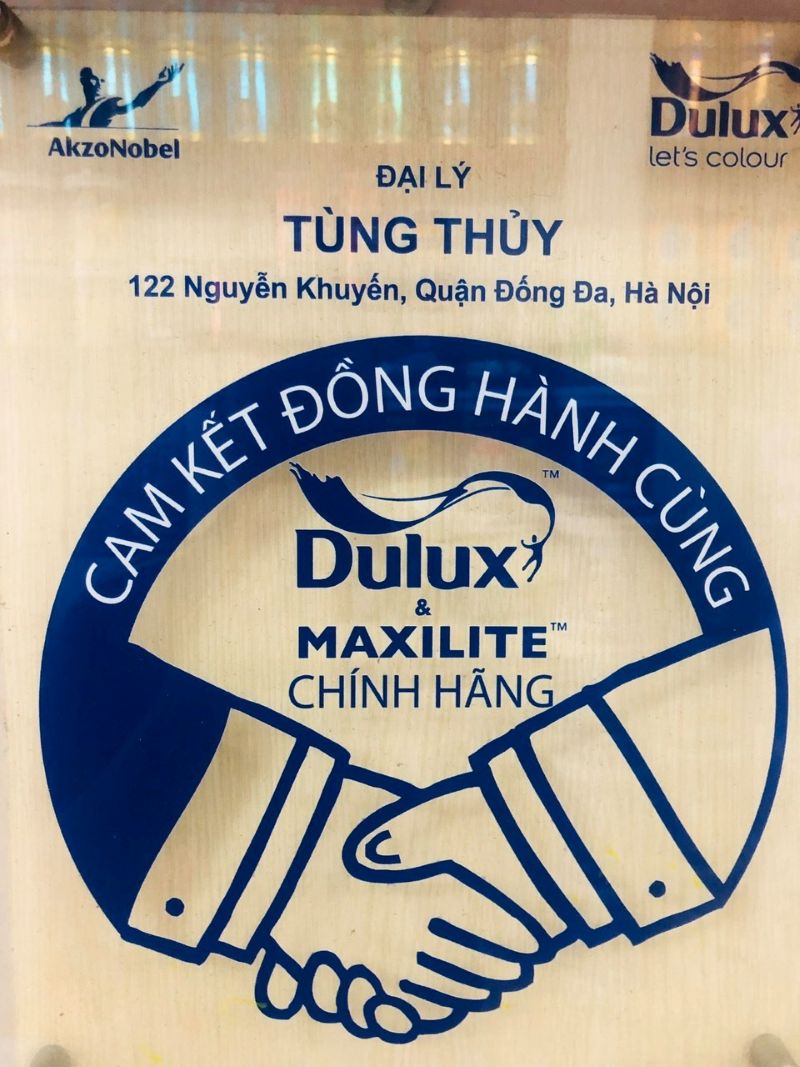 AkzoNobel
Dulux
let's colour
ĐẠI LÝ
TÙNG THỦY
122 Nguyễn Khuyến, Quận Đống Đa, Hà Nội
CAM KẾT ĐỒNG HÀNH CÙNG
Dulux™
&
MAXILITE™
CHÍNH HÃNG